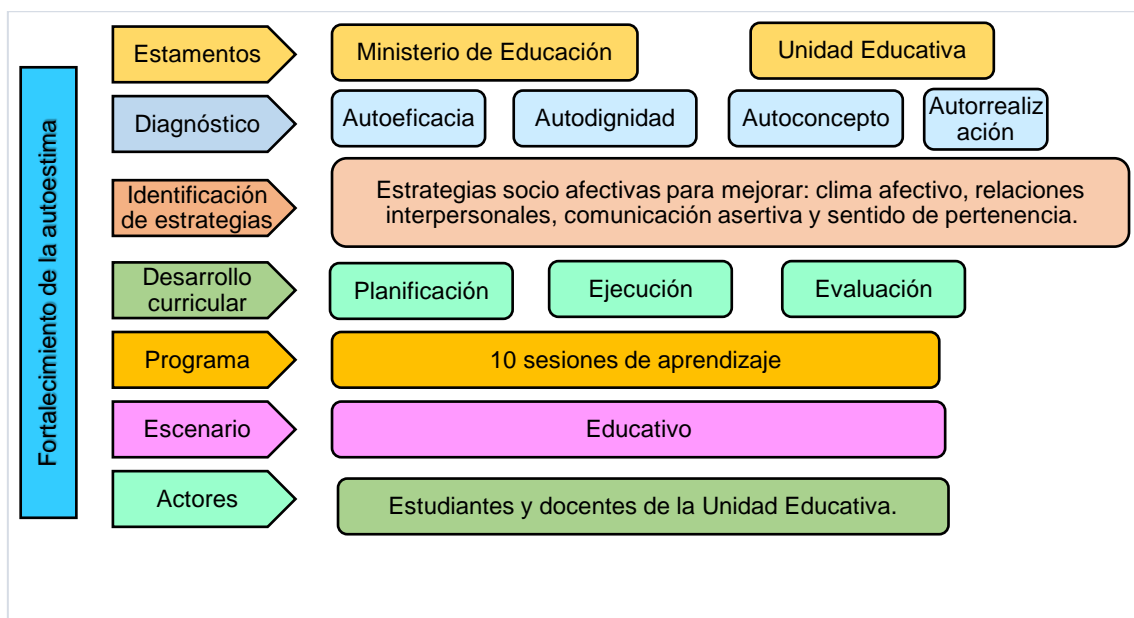 Fortalecimiento de la autoestima
Estamentos
Ministerio de Educación
Unidad Educativa
Diagnóstico
Autoeficacia
Autodignidad
Autoconcepto
Autorrealiz
ación
Identificación
de estrategias
Estrategias socio afectivas para mejorar: clima afectivo, relaciones
interpersonales, comunicación asertiva y sentido de pertenencia.
Desarrollo
curricular
Planificación
Ejecución
Evaluación
Programa
10 sesiones de aprendizaje
Escenario
Educativo
Actores
Estudiantes y docentes de la Unidad Educativa.